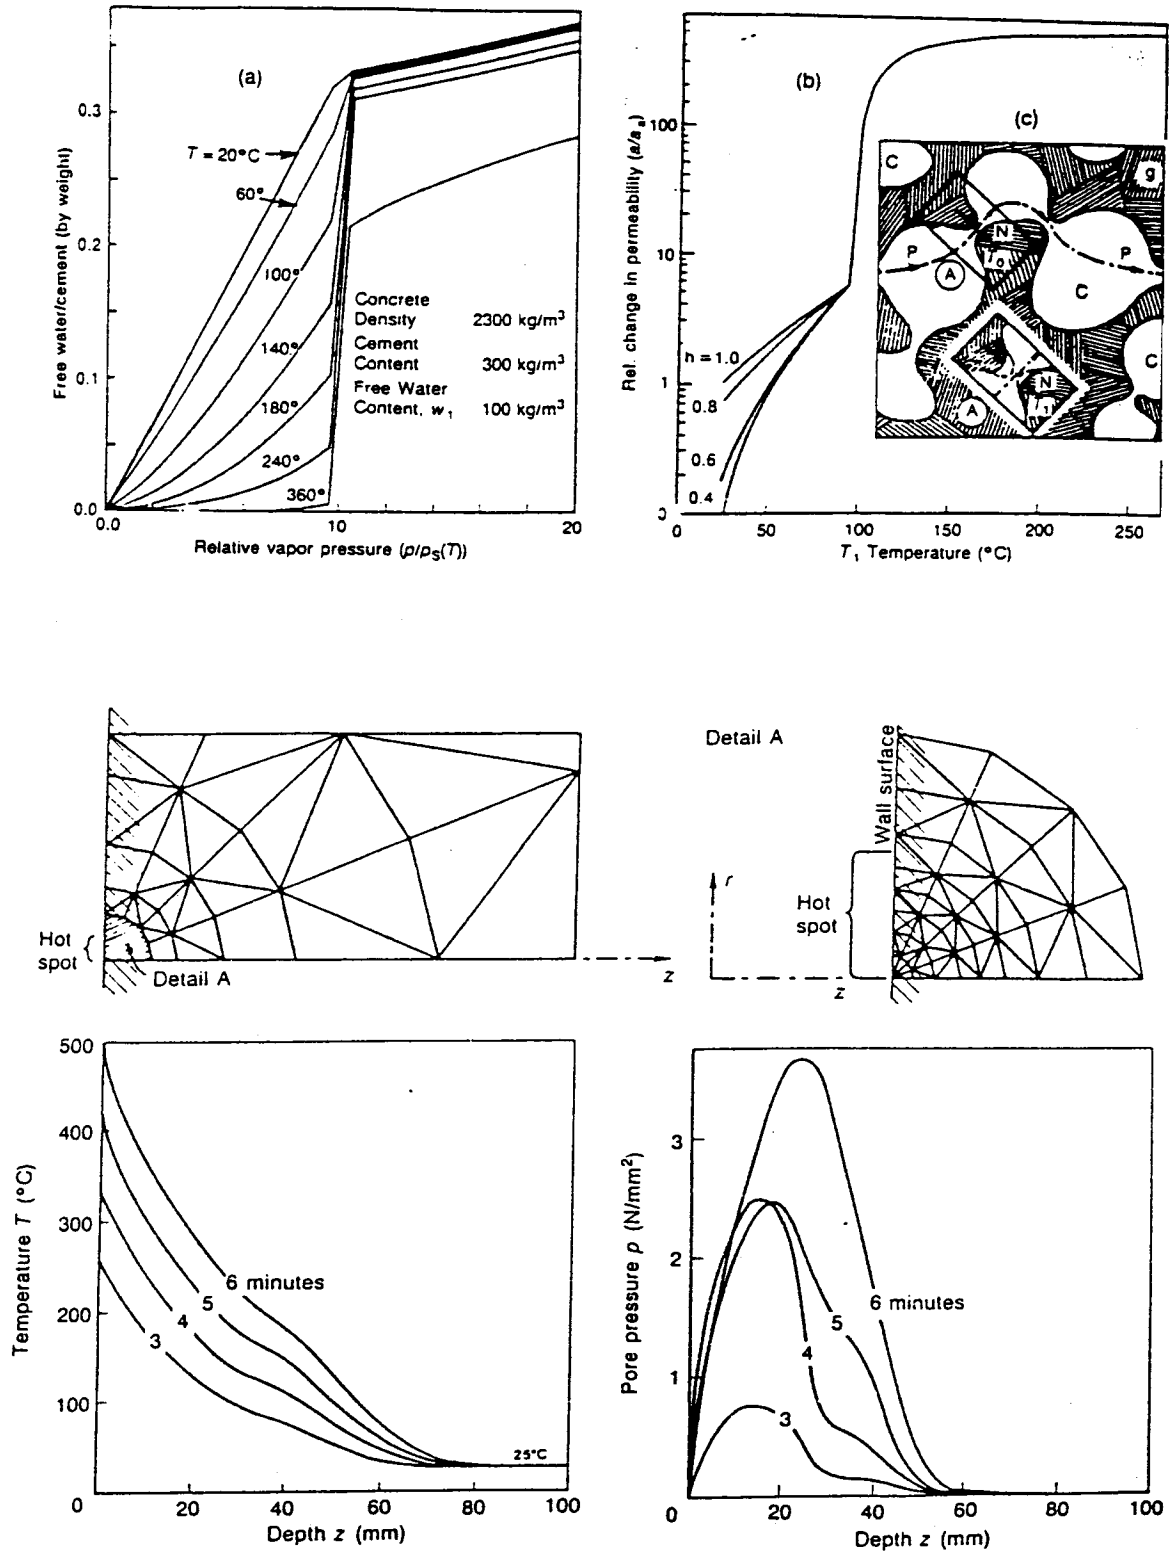 (a)
0.3
0.2
0.1
0.0
Free water/cement (by weight)
T = 20°C
60°
100°
140°
180°
240°
360°
Concrete
Density 2300 kg/m³
Cement
Content 300 kg/m³
Free Water
Content, w₁ 100 kg/m³
0.0
10
20
Relative vapor pressure (p/pₛ(T))
(b)
100
10
1
Rel. change in permeability (a/aₐ)
h = 1.0
0.8
0.6
0.4
0
50
100
150
200
250
T₁ Temperature (°C)
(c)
C
g
N
T₀
P
P
A
C
C
N
T₁
A
Hot
spot
Detail A
z
Detail A
Wall surface
r
Hot
spot
z
500
400
300
200
100
Temperature T (°C)
6 minutes
5
4
3
25°C
0
20
40
60
80
100
Depth z (mm)
3
2
1
0
Pore pressure p (N/mm²)
6 minutes
5
4
3
0
20
40
60
80
100
Depth z (mm)